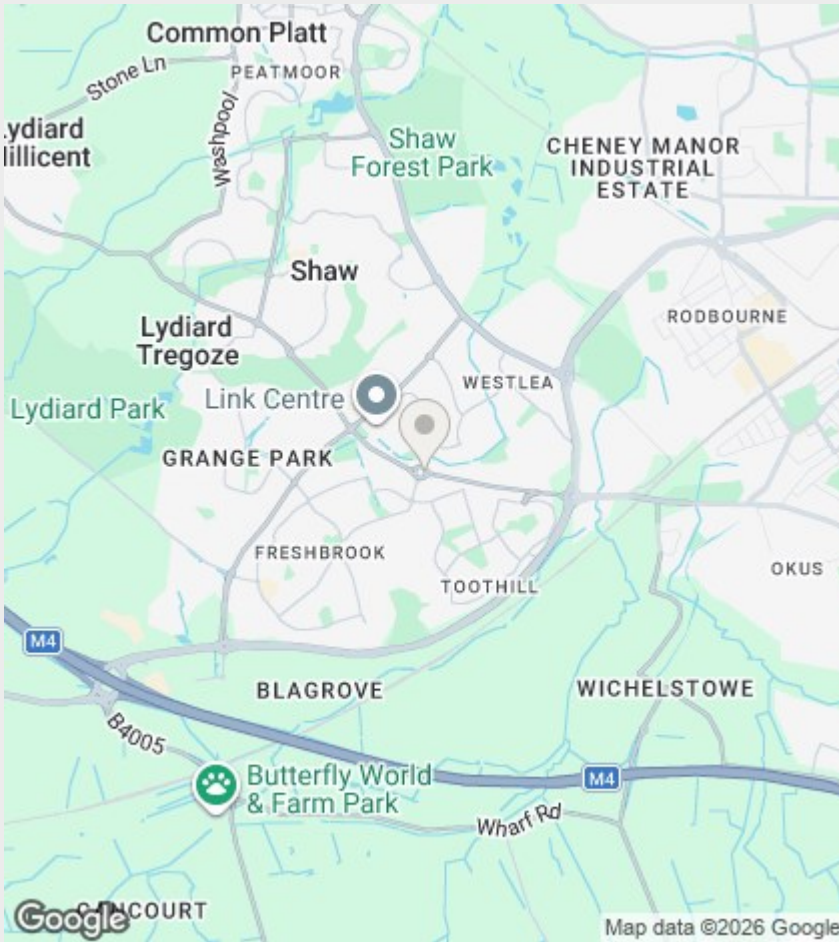 Common Platt
PEATMOOR
Stone Ln
Washpool
Shaw
Forest Park
CHENEY MANOR
INDUSTRIAL
ESTATE
Shaw
RODBOURNE
Lydiard
Tregoze
WESTLEA
Link Centre
Lydiard Park
GRANGE PARK
FRESHBROOK
TOOTHILL
OKUS
M4
BLAGROVE
WICHELSTOWE
B4005
Butterfly World
& Farm Park
M4
Wharf Rd
Google
Map data ©2026 Google